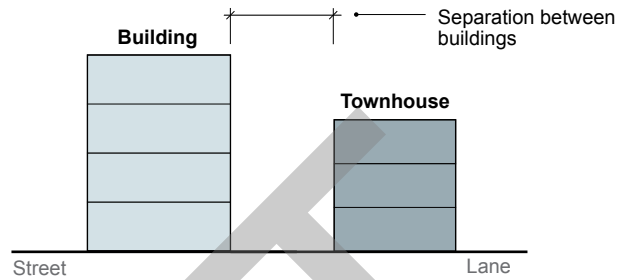 Separation between
buildings
Building
Townhouse
Street
Lane